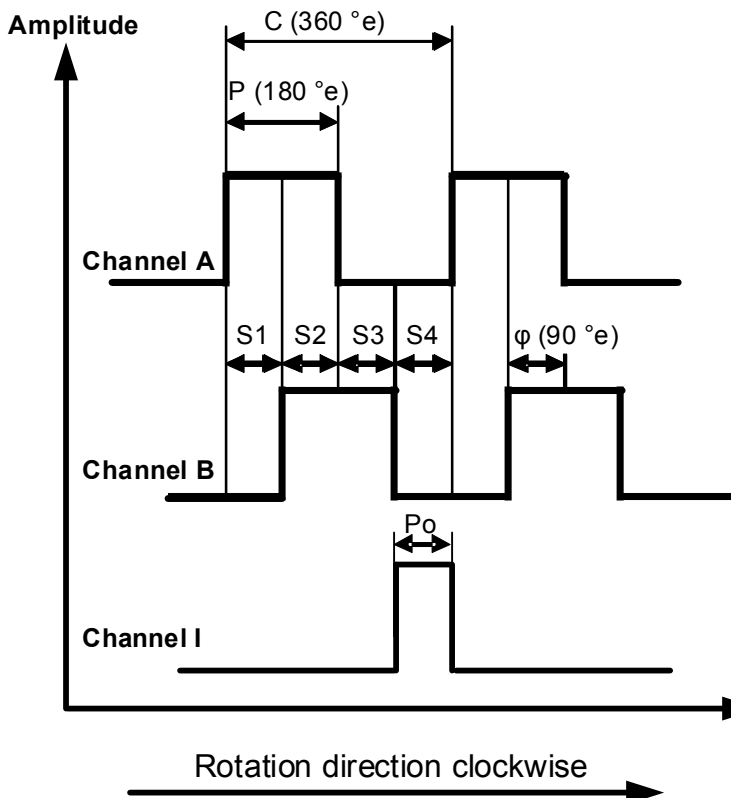 Amplitude
C (360 °e)
P (180 °e)
Channel A
S1 S2 S3 S4 φ (90 °e)
Channel B
Po
Channel I
Rotation direction clockwise